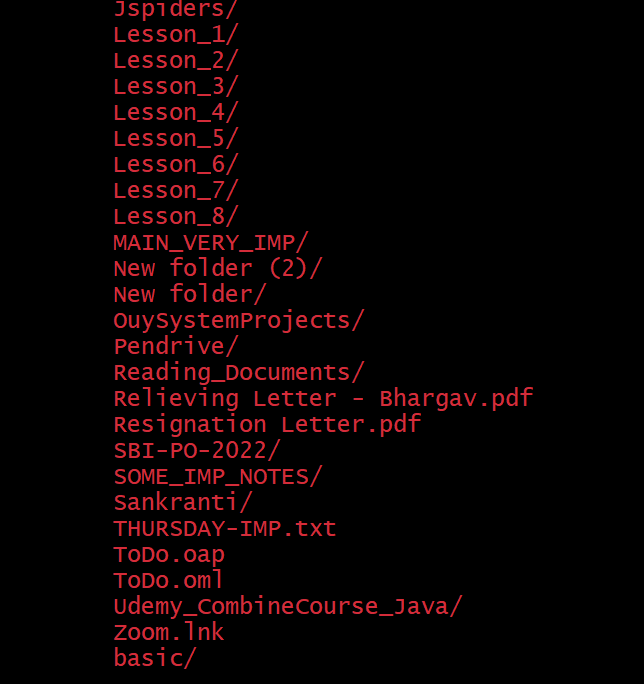 Jspiders/
Lesson_1/
Lesson_2/
Lesson_3/
Lesson_4/
Lesson_5/
Lesson_6/
Lesson_7/
Lesson_8/
MAIN_VERY_IMP/
New folder (2)/
New folder/
OuySystemProjects/
Pendrive/
Reading_Documents/
Relieving Letter - Bhargav.pdf
Resignation Letter.pdf
SBI-PO-2022/
SOME_IMP_NOTES/
Sankranti/
THURSDAY-IMP.txt
ToDo.oap
ToDo.oml
Udemy_CombineCourse_Java/
Zoom.lnk
basic/